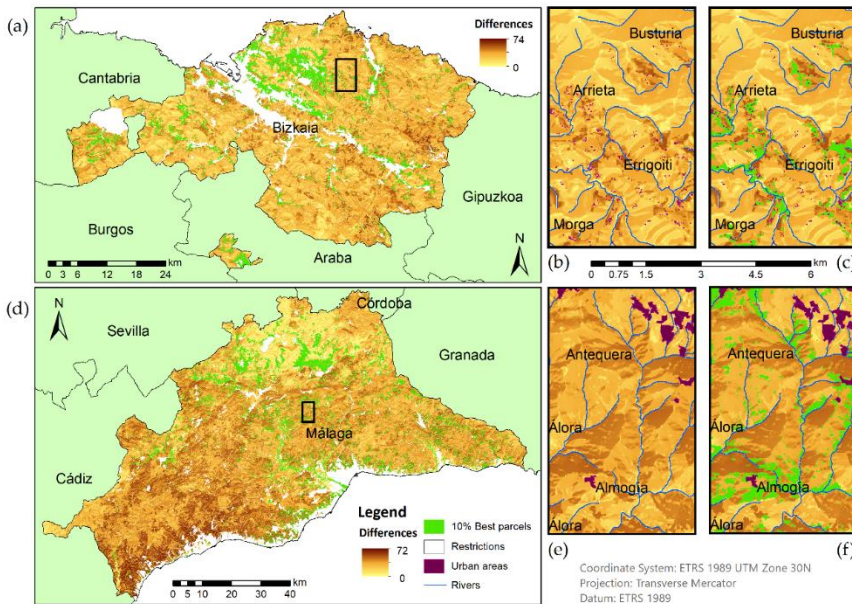 (a)
Differences
74
0
Cantabria
Bizkaia
Gipuzkoa
Burgos
Araba
km
0 3 6 12 18 24
N
Busturia
Arrieta
Errigoiti
Morga
(b)
Busturia
Arrieta
Errigoiti
Morga
(c)
km
0 0.75 1.5 3 4.5 6
(d)
N
Córdoba
Sevilla
Granada
Málaga
Cádiz
Legend
Differences
72
0
10% Best parcels
Restrictions
Urban areas
Rivers
km
0 5 10 20 30 40
Antequera
Álora
Almogía
Álora
(e)
Antequera
Álora
Almogía
Álora
(f)
Coordinate System: ETRS 1989 UTM Zone 30N
Projection: Transverse Mercator
Datum: ETRS 1989